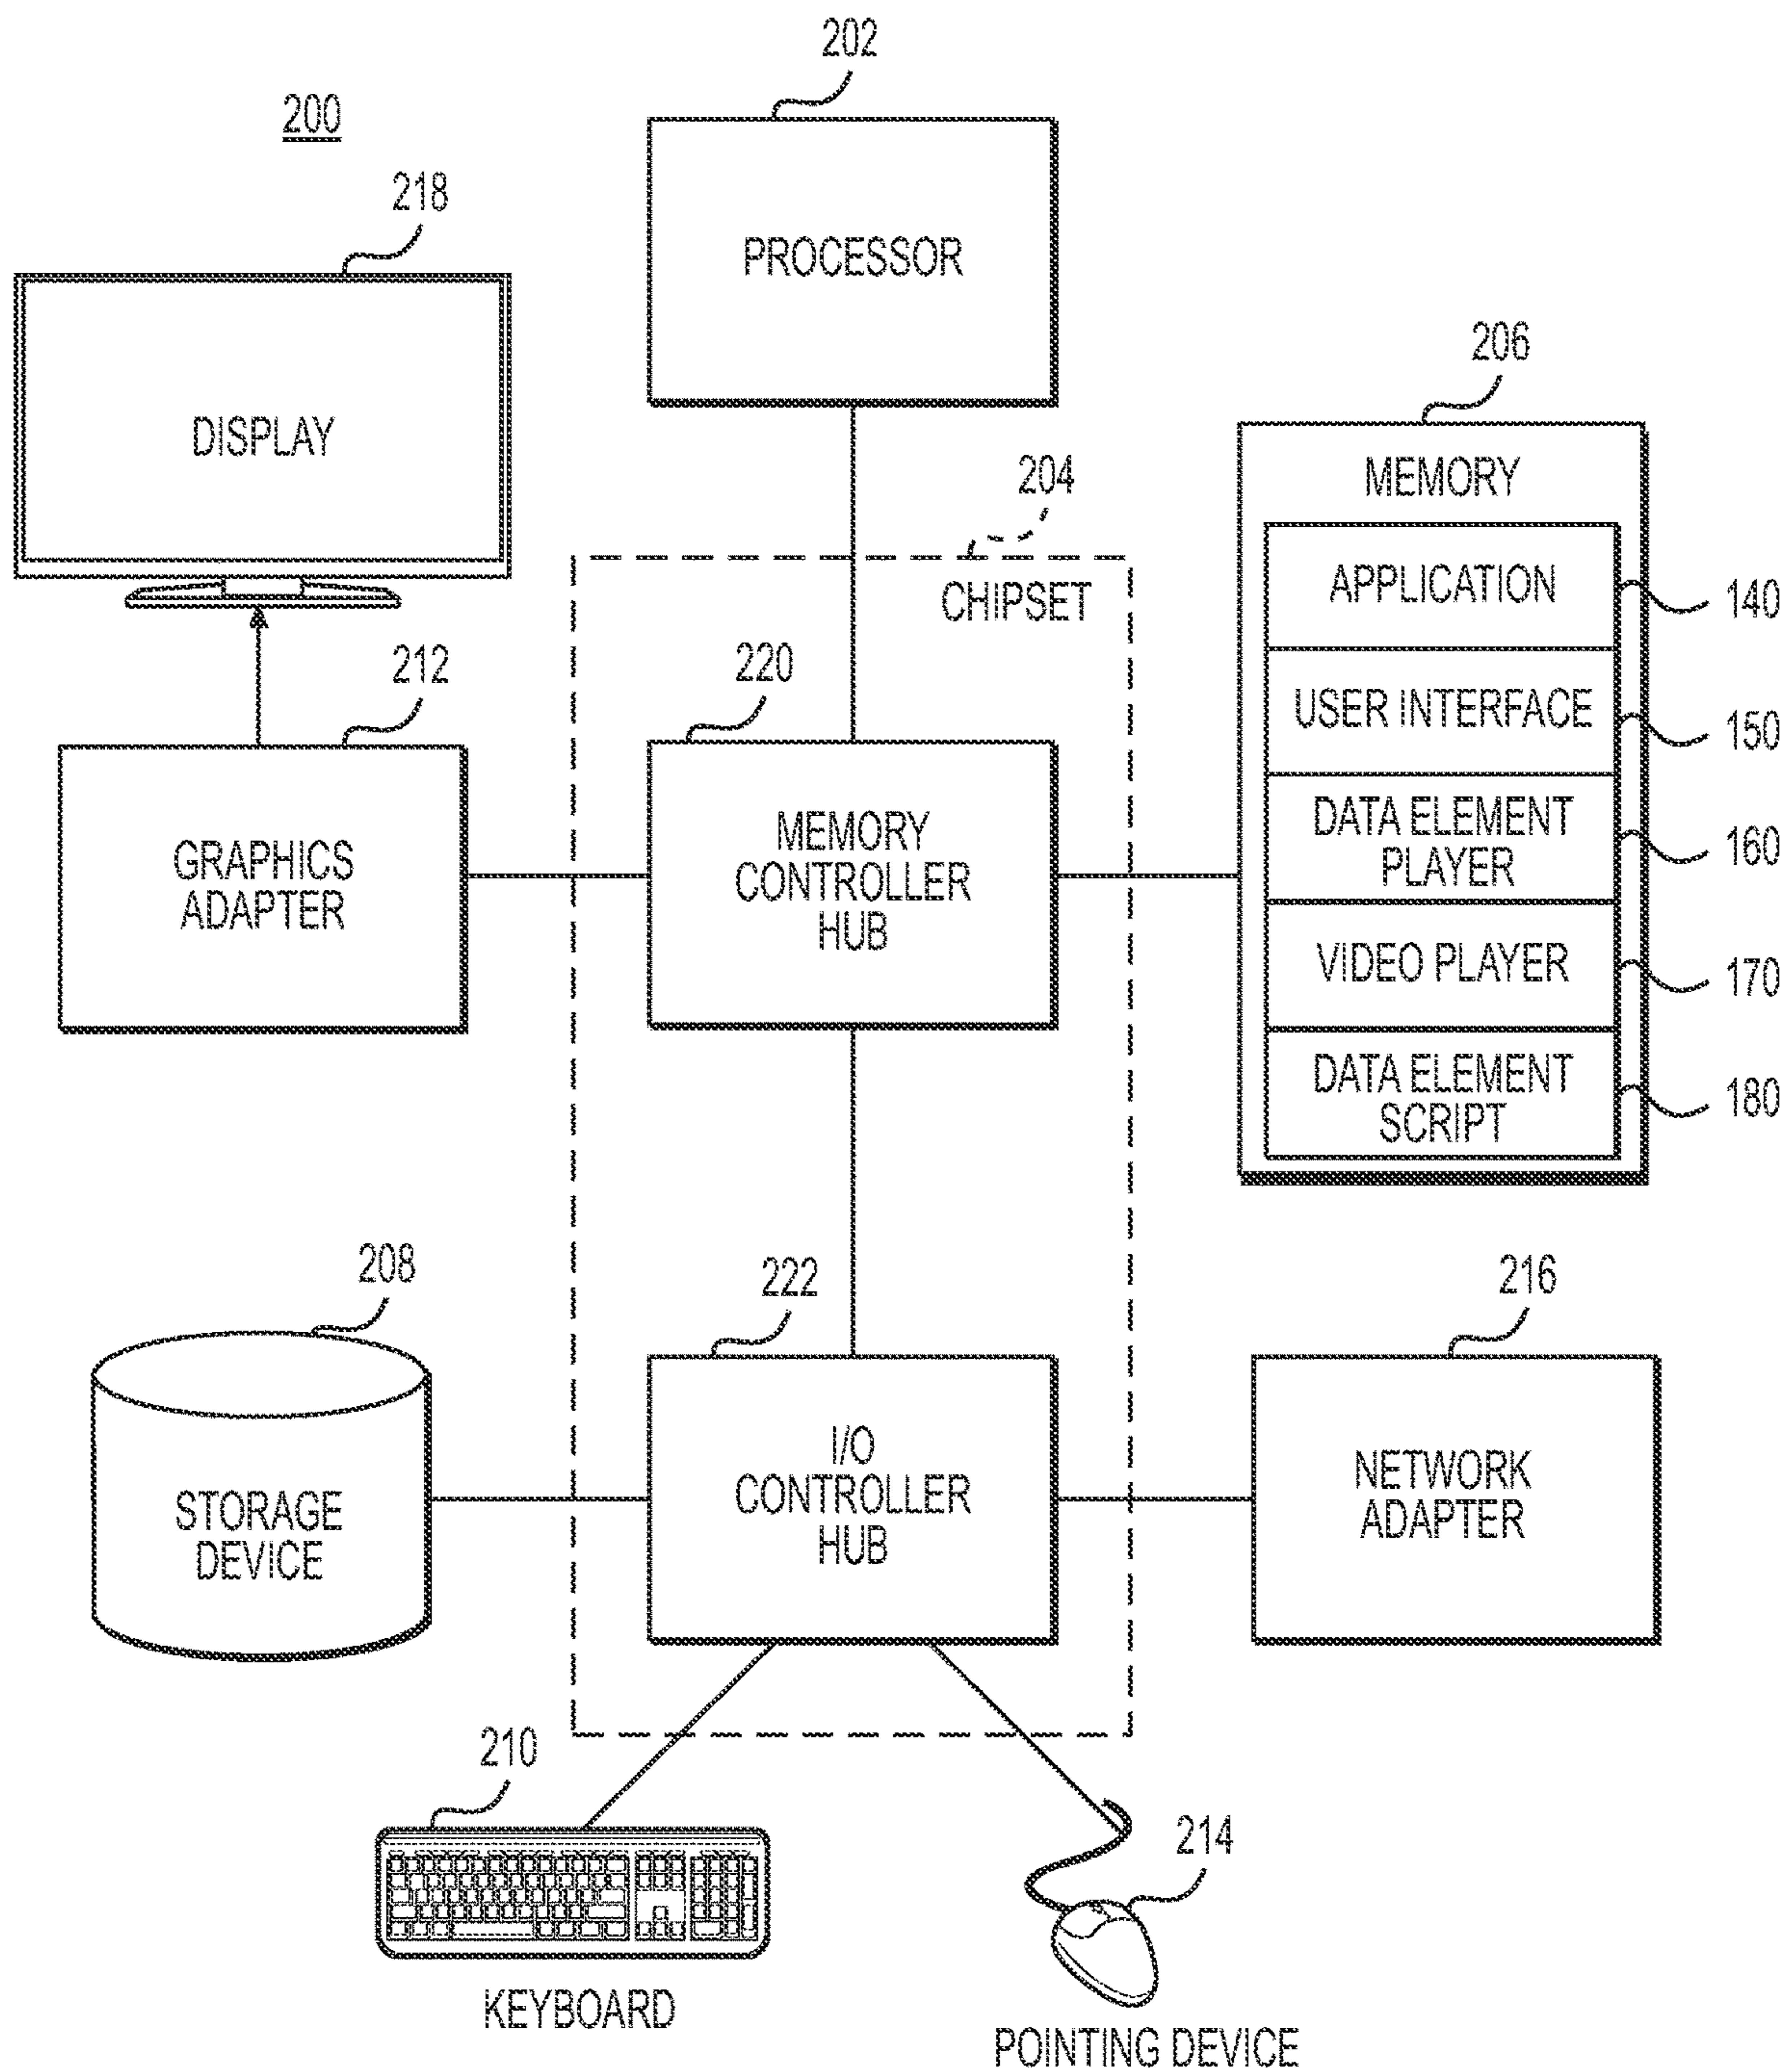 202
200
218
PROCESSOR
206
DISPLAY
204
MEMORY
CHIPSET
APPLICATION
140
212
220
USER INTERFACE
150
GRAPHICS
ADAPTER
MEMORY
CONTROLLER
HUB
DATA ELEMENT
PLAYER
160
VIDEO PLAYER
170
DATA ELEMENT
SCRIPT
180
208
222
216
STORAGE
DEVICE
I/O
CONTROLLER
HUB
NETWORK
ADAPTER
210
214
KEYBOARD
POINTING DEVICE